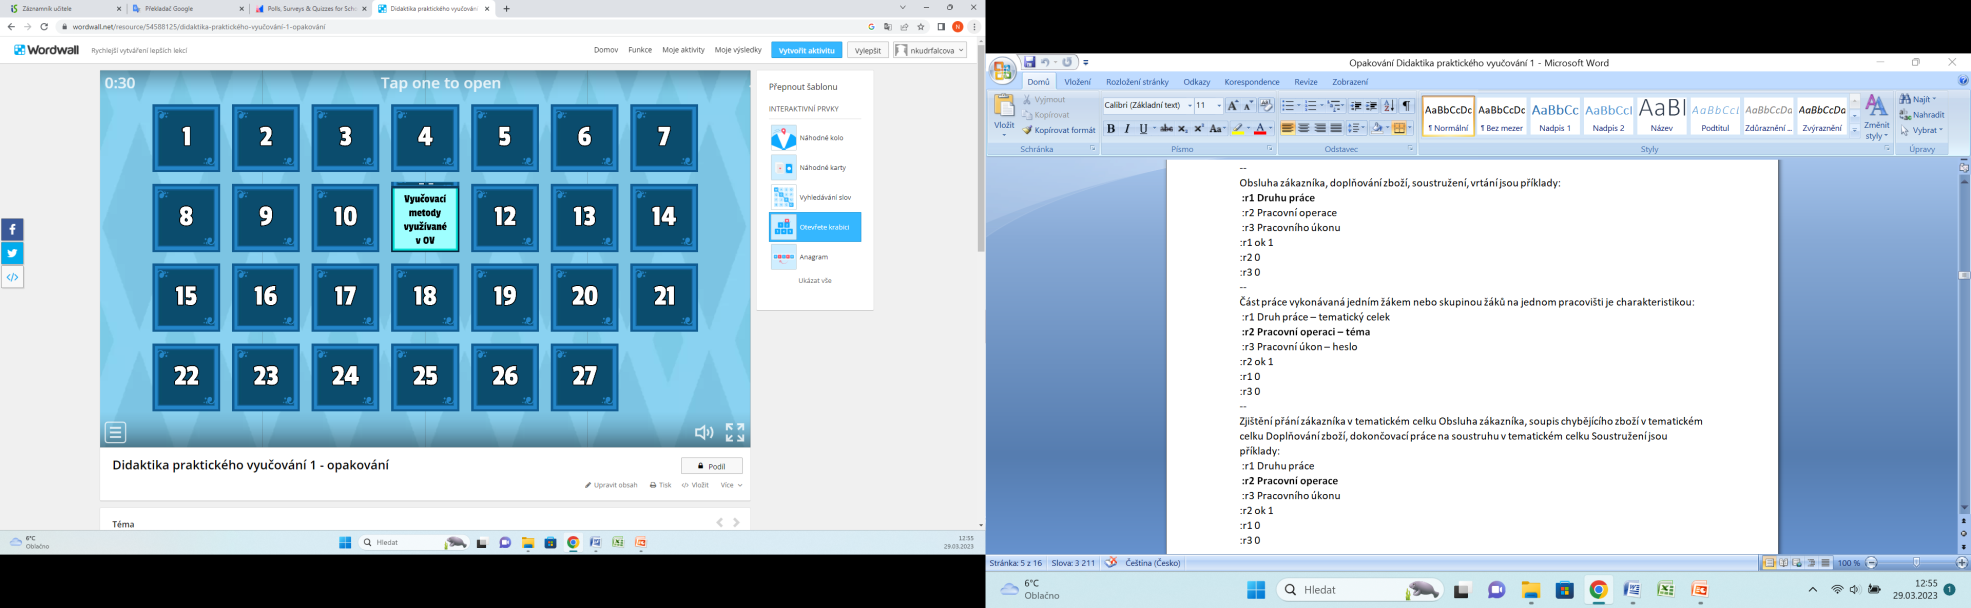 Záznamník učitele
Překladač Google
Polls, Surveys & Quizzes for Scho
Didaktika praktického vyučován
wordwall.net/resource/54588125/didaktika-praktického-vyučování-1-opakování
Wordwall
Rychlejší vytváření lepších lekcí
Domov
Funkce
Moje aktivity
Moje výsledky
Vytvořit aktivitu
Vylepšit
nkudrfalcova
0:30
Tap one to open
1 2 3 4 5 6 7
8 9 10
Vyučovací
metody
využívané
v OV
12 13 14
15 16 17 18 19 20 21
22 23 24 25 26 27
Přepnout šablonu
INTERAKTIVNÍ PRVKY
Náhodné kolo
Náhodné karty
Vyhledávání slov
Otevřete krabici
Anagram
Ukázat vše
Didaktika praktického vyučování 1 - opakování
Podíl
Upravit obsah
Tisk
Vložit
Více
Téma
6°C
Oblačno
Hledat
12:55
29.03.2023
Opakování Didaktika praktického vyučování 1 - Microsoft Word
Domů Vložení Rozložení stránky Odkazy Korespondence Revize Zobrazení
Vložit
Vyjmout
Kopírovat
Kopírovat formát
Schránka
Calibri (Základní text)
11
Písmo
Odstavec
AaBbCcDc AaBbCcDc AaBbCc AaBbCcI AaBl AaBbCcI AaBbCcDa AaBbCcDa
¶ Normální ¶ Bez mezer Nadpis 1 Nadpis 2 Název Podtitul Zdůraznění ... Zvýraznění
Změnit
styly
Styly
Najít
Nahradit
Vybrat
Úpravy
--
Obsluha zákazníka, doplňování zboží, soustružení, vrtání jsou příklady:
:r1 Druhu práce
:r2 Pracovní operace
:r3 Pracovního úkonu
:r1 ok 1
:r2 0
:r3 0
--
Část práce vykonávaná jedním žákem nebo skupinou žáků na jednom pracovišti je charakteristikou:
:r1 Druh práce – tematický celek
:r2 Pracovní operaci – téma
:r3 Pracovní úkon – heslo
:r2 ok 1
:r1 0
:r3 0
--
Zjištění přání zákazníka v tematickém celku Obsluha zákazníka, soupis chybějícího zboží v tematickém
celku Doplňování zboží, dokončovací práce na soustruhu v tematickém celku Soustružení jsou
příklady:
:r1 Druhu práce
:r2 Pracovní operace
:r3 Pracovního úkonu
:r2 ok 1
:r1 0
:r3 0
Stránka: 5 z 16
Slova: 3 211
Čeština (Česko)
100 %
6°C
Oblačno
Hledat
12:55
29.03.2023